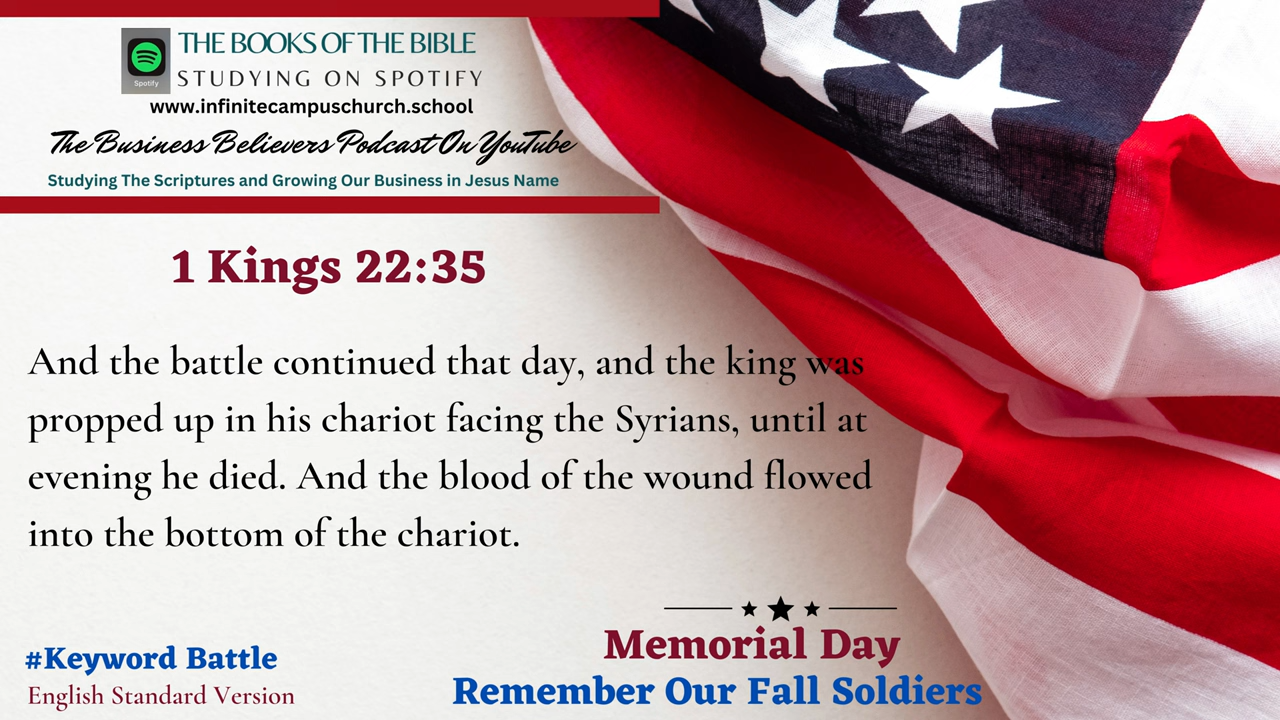 THE BOOKS OF THE BIBLE
Spotify
STUDYING ON SPOTIFY
www.infinitecampuschurch.school
The Business Believers Podcast On YouTube
Studying The Scriptures and Growing Our Business in Jesus Name
1 Kings 22:35
And the battle continued that day, and the king was
propped up in his chariot facing the Syrians, until at
evening he died. And the blood of the wound flowed
into the bottom of the chariot.
#Keyword Battle
English Standard Version
Memorial Day
Remember Our Fall Soldiers